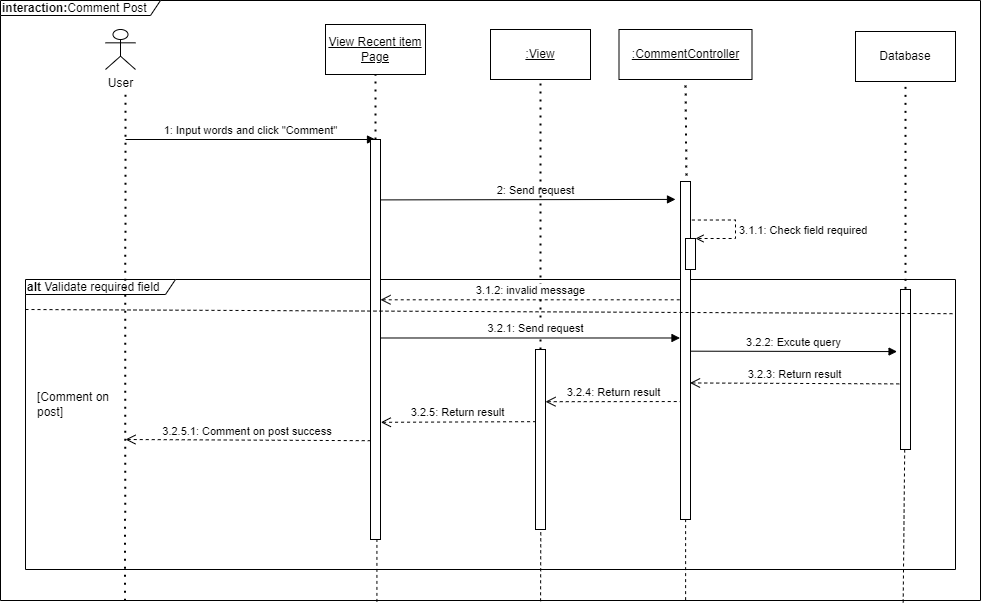 interaction:Comment Post
View Recent item
Page
:View
:CommentController
Database
User
1: Input words and click "Comment"
2: Send request
3.1.1: Check field required
alt Validate required field
3.1.2: invalid message
3.2.1: Send request
3.2.2: Excute query
3.2.3: Return result
[Comment on
post]
3.2.4: Return result
3.2.5: Return result
3.2.5.1: Comment on post success